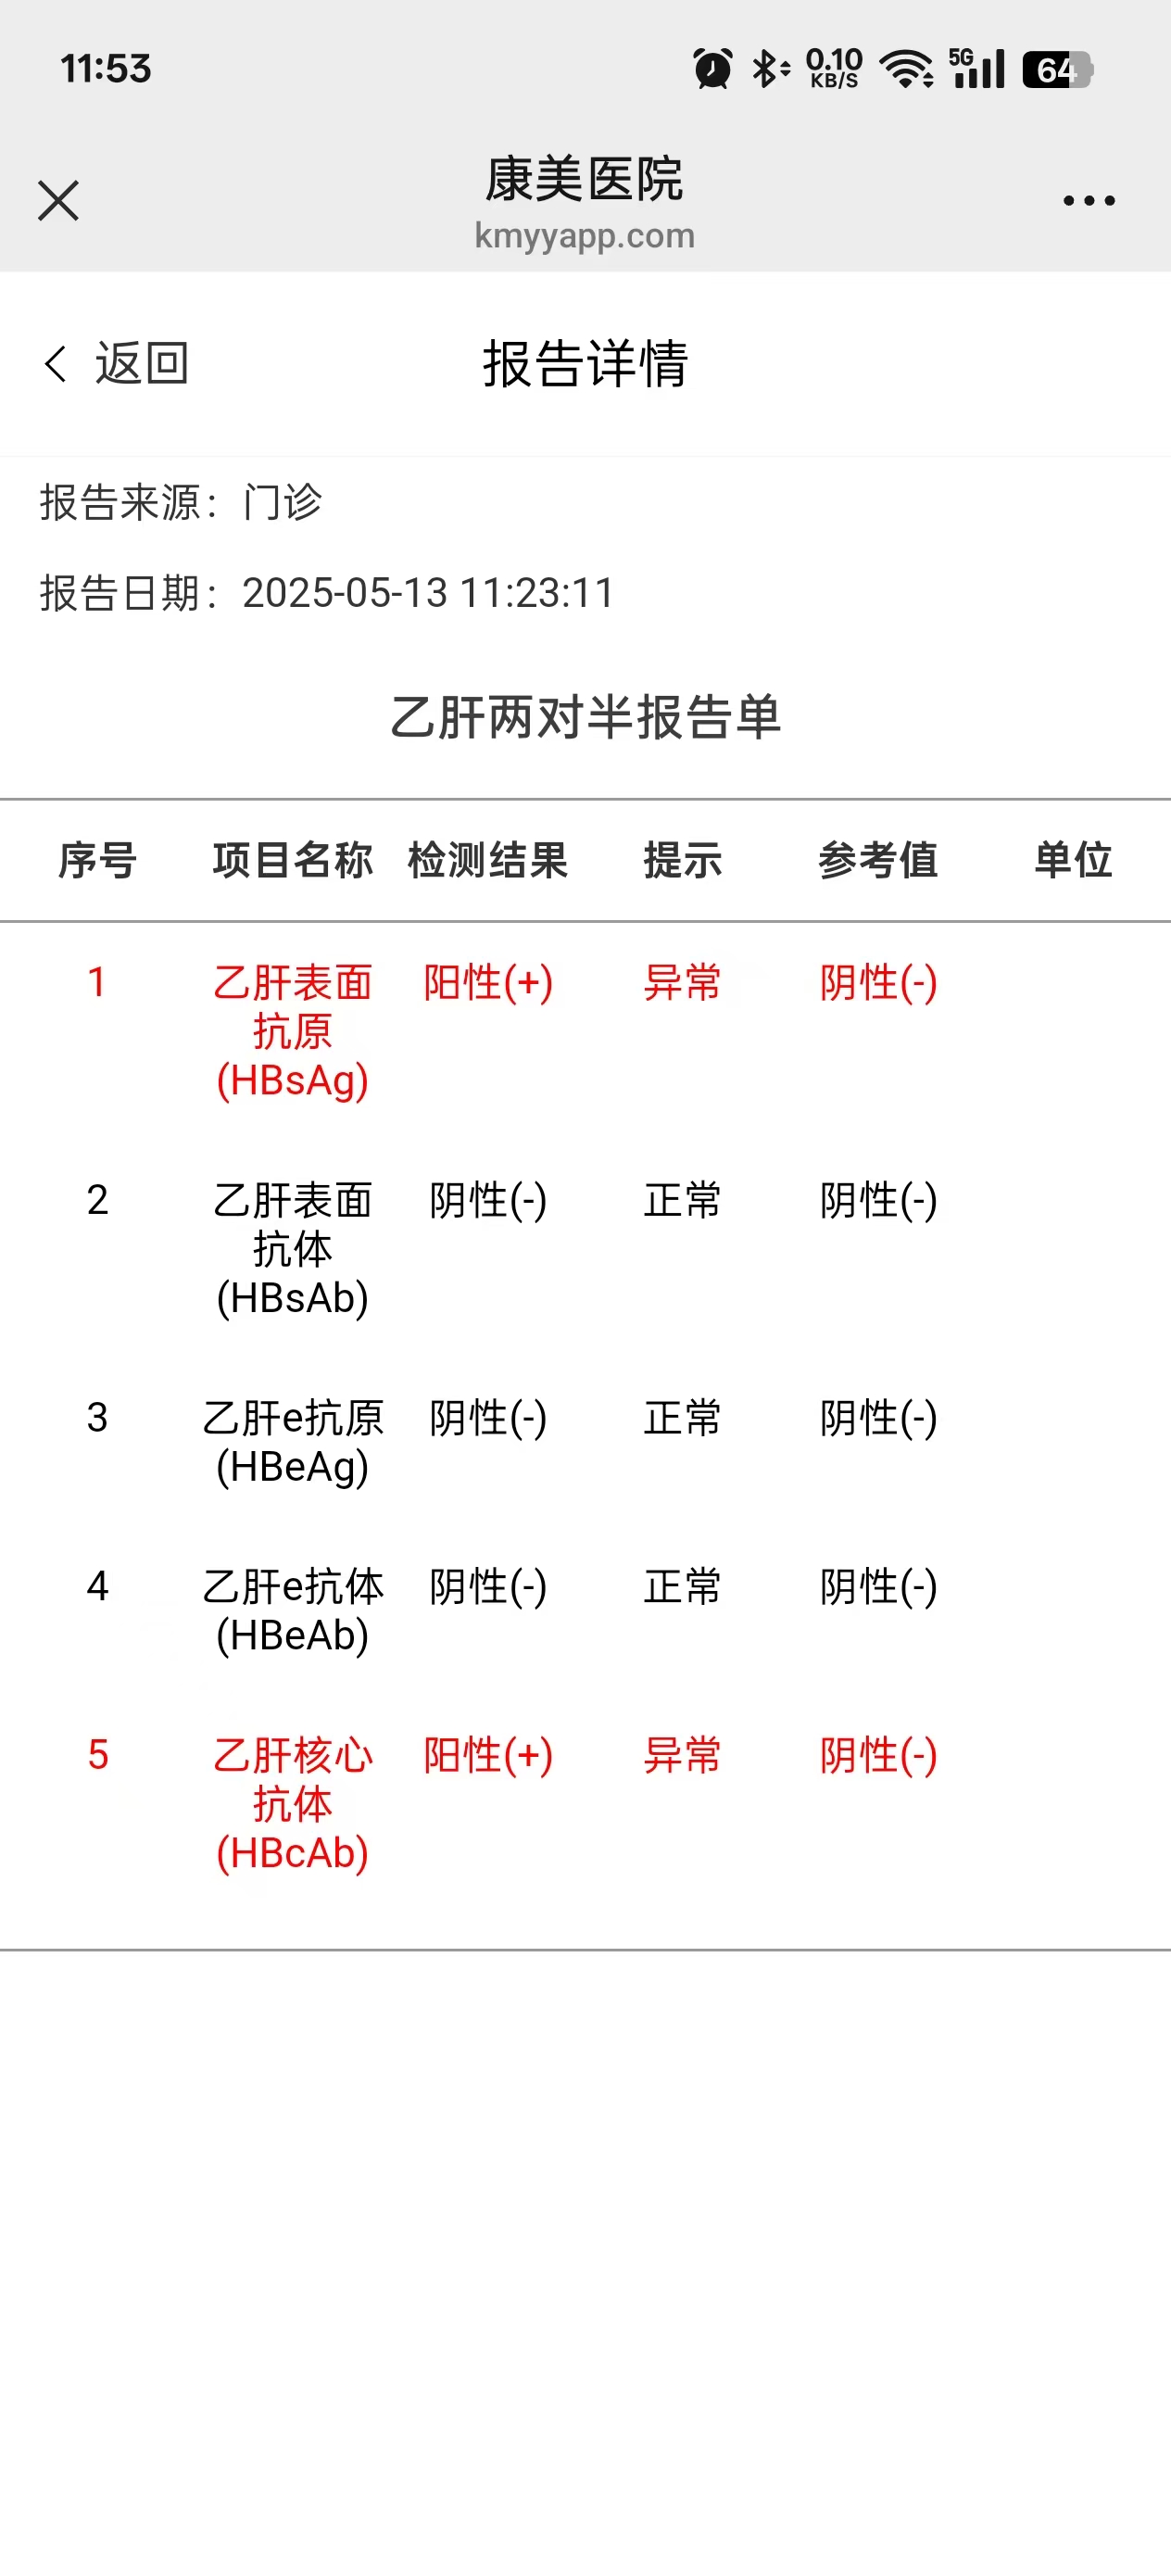 11:53
0.10
KB/S
5G
64
康美医院
kmyyapp.com
返回
报告详情
报告来源：门诊
报告日期：2025-05-13 11:23:11
乙肝两对半报告单
序号 项目名称 检测结果 提示 参考值 单位
1 乙肝表面 阳性(+) 异常 阴性(-)
抗原
(HBsAg)
2 乙肝表面 阴性(-) 正常 阴性(-)
抗体
(HBsAb)
3 乙肝e抗原 阴性(-) 正常 阴性(-)
(HBeAg)
4 乙肝e抗体 阴性(-) 正常 阴性(-)
(HBeAb)
5 乙肝核心 阳性(+) 异常 阴性(-)
抗体
(HBcAb)